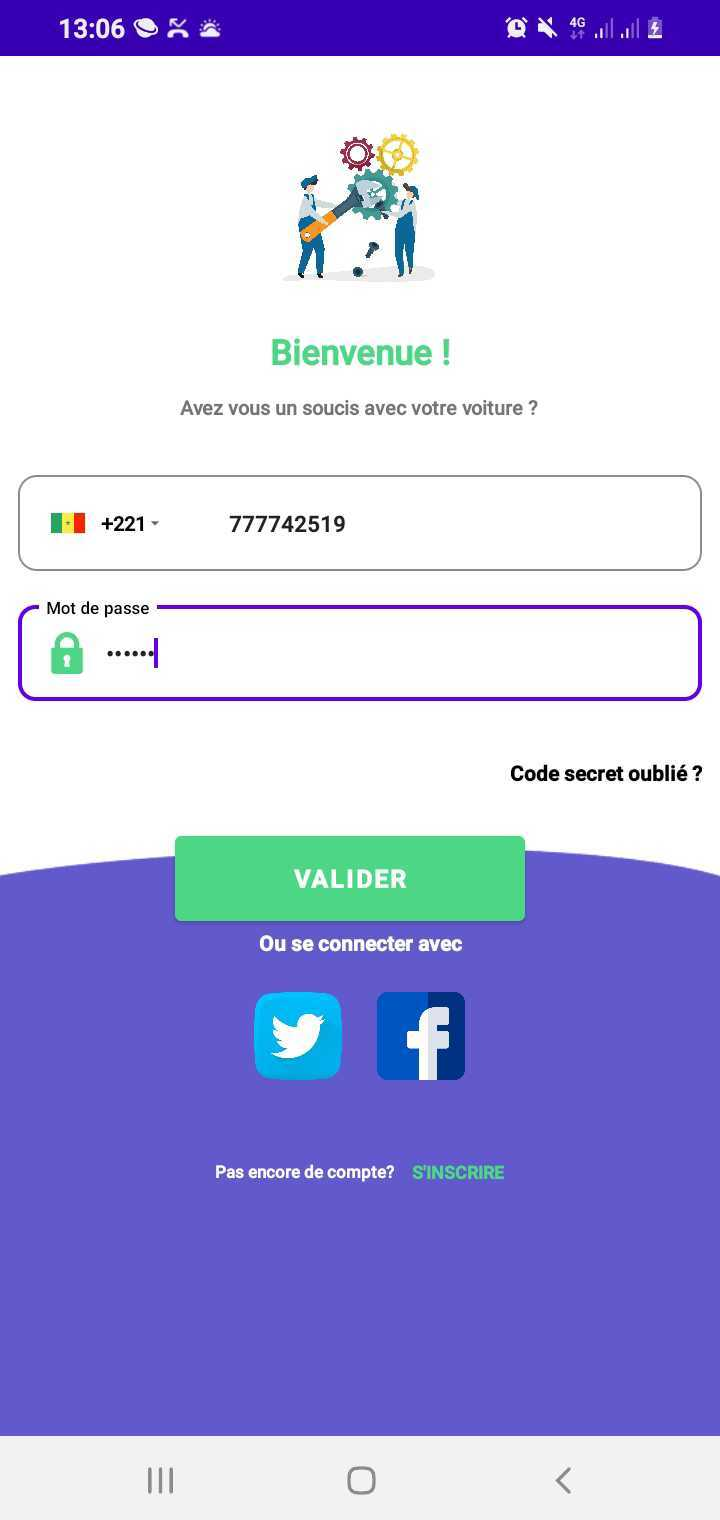 13:06
4G
Bienvenue !
Avez vous un soucis avec votre voiture ?
+221 777742519
Mot de passe
••••••
Code secret oublié ?
VALIDER
Ou se connecter avec
Pas encore de compte? S'INSCRIRE